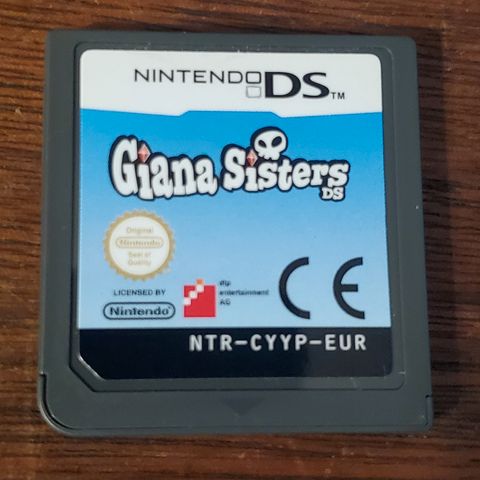 NINTENDO DS™
Giana Sisters
DS
Original
Nintendo
Seal of
Quality
LICENSED BY
Nintendo
dtp
entertainment
AG
CE
NTR-CYYP-EUR